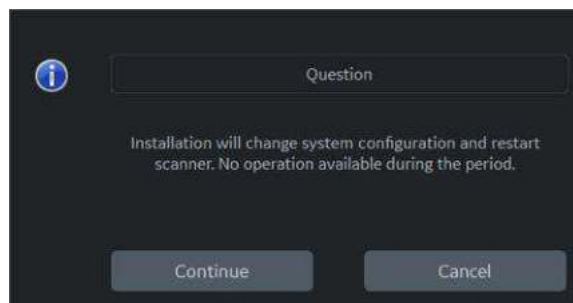 Question
Installation will change system configuration and restart
scanner. No operation available during the period.
Continue
Cancel